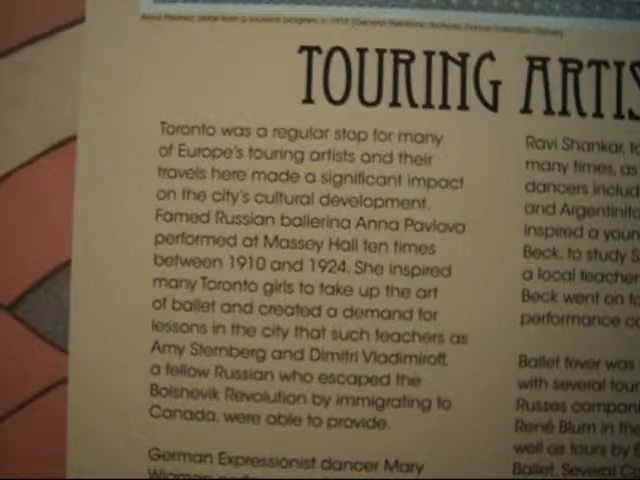 TOURING ARTIS
Toronto was a regular stop for many
of Europe's touring artists and their
travels here made a significant impact
on the city's cultural development.
Famed Russian ballerina Anna Pavlova
performed at Massey Hall ten times
between 1910 and 1924. She inspired
many Toronto girls to take up the art
of ballet and created a demand for
lessons in the city that such teachers as
Amy Sternberg and Dimitri Vladimiroff,
a fellow Russian who escaped the
Bolshevik Revolution by immigrating to
Canada, were able to provide.
German Expressionist dancer Mary
Wigman
Ravi Shankar, to
many times, as
dancers includ
and Argentinita
inspired a youn
Beck, to study S
a local teacher
Beck went on to
performance co
Ballet fever was
with several tour
Russes compani
René Blum in the
well as tours by
Ballet. Several Ca